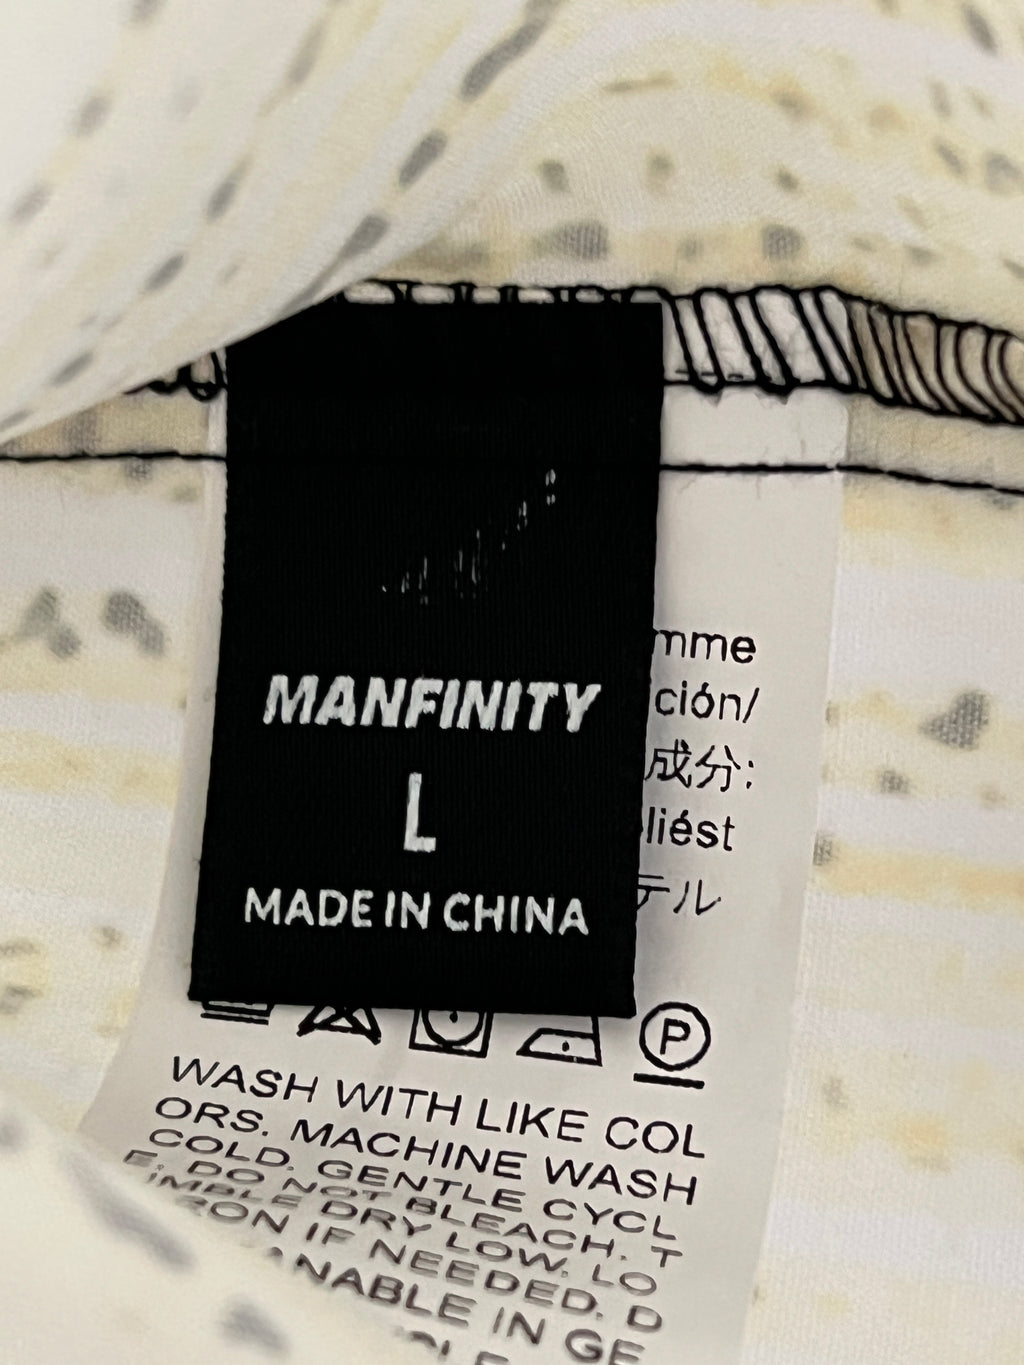 MANFINITY
L
MADE IN CHINA
mme
ción/
成分:
liést
テル
P
WASH WITH LIKE COL
ORS. MACHINE WASH
COLD. GENTLE CYCL
E. DO NOT BLEACH. T
IMBLE DRY LOW. LO
RON IF NEEDED. D
ANABLE IN GE